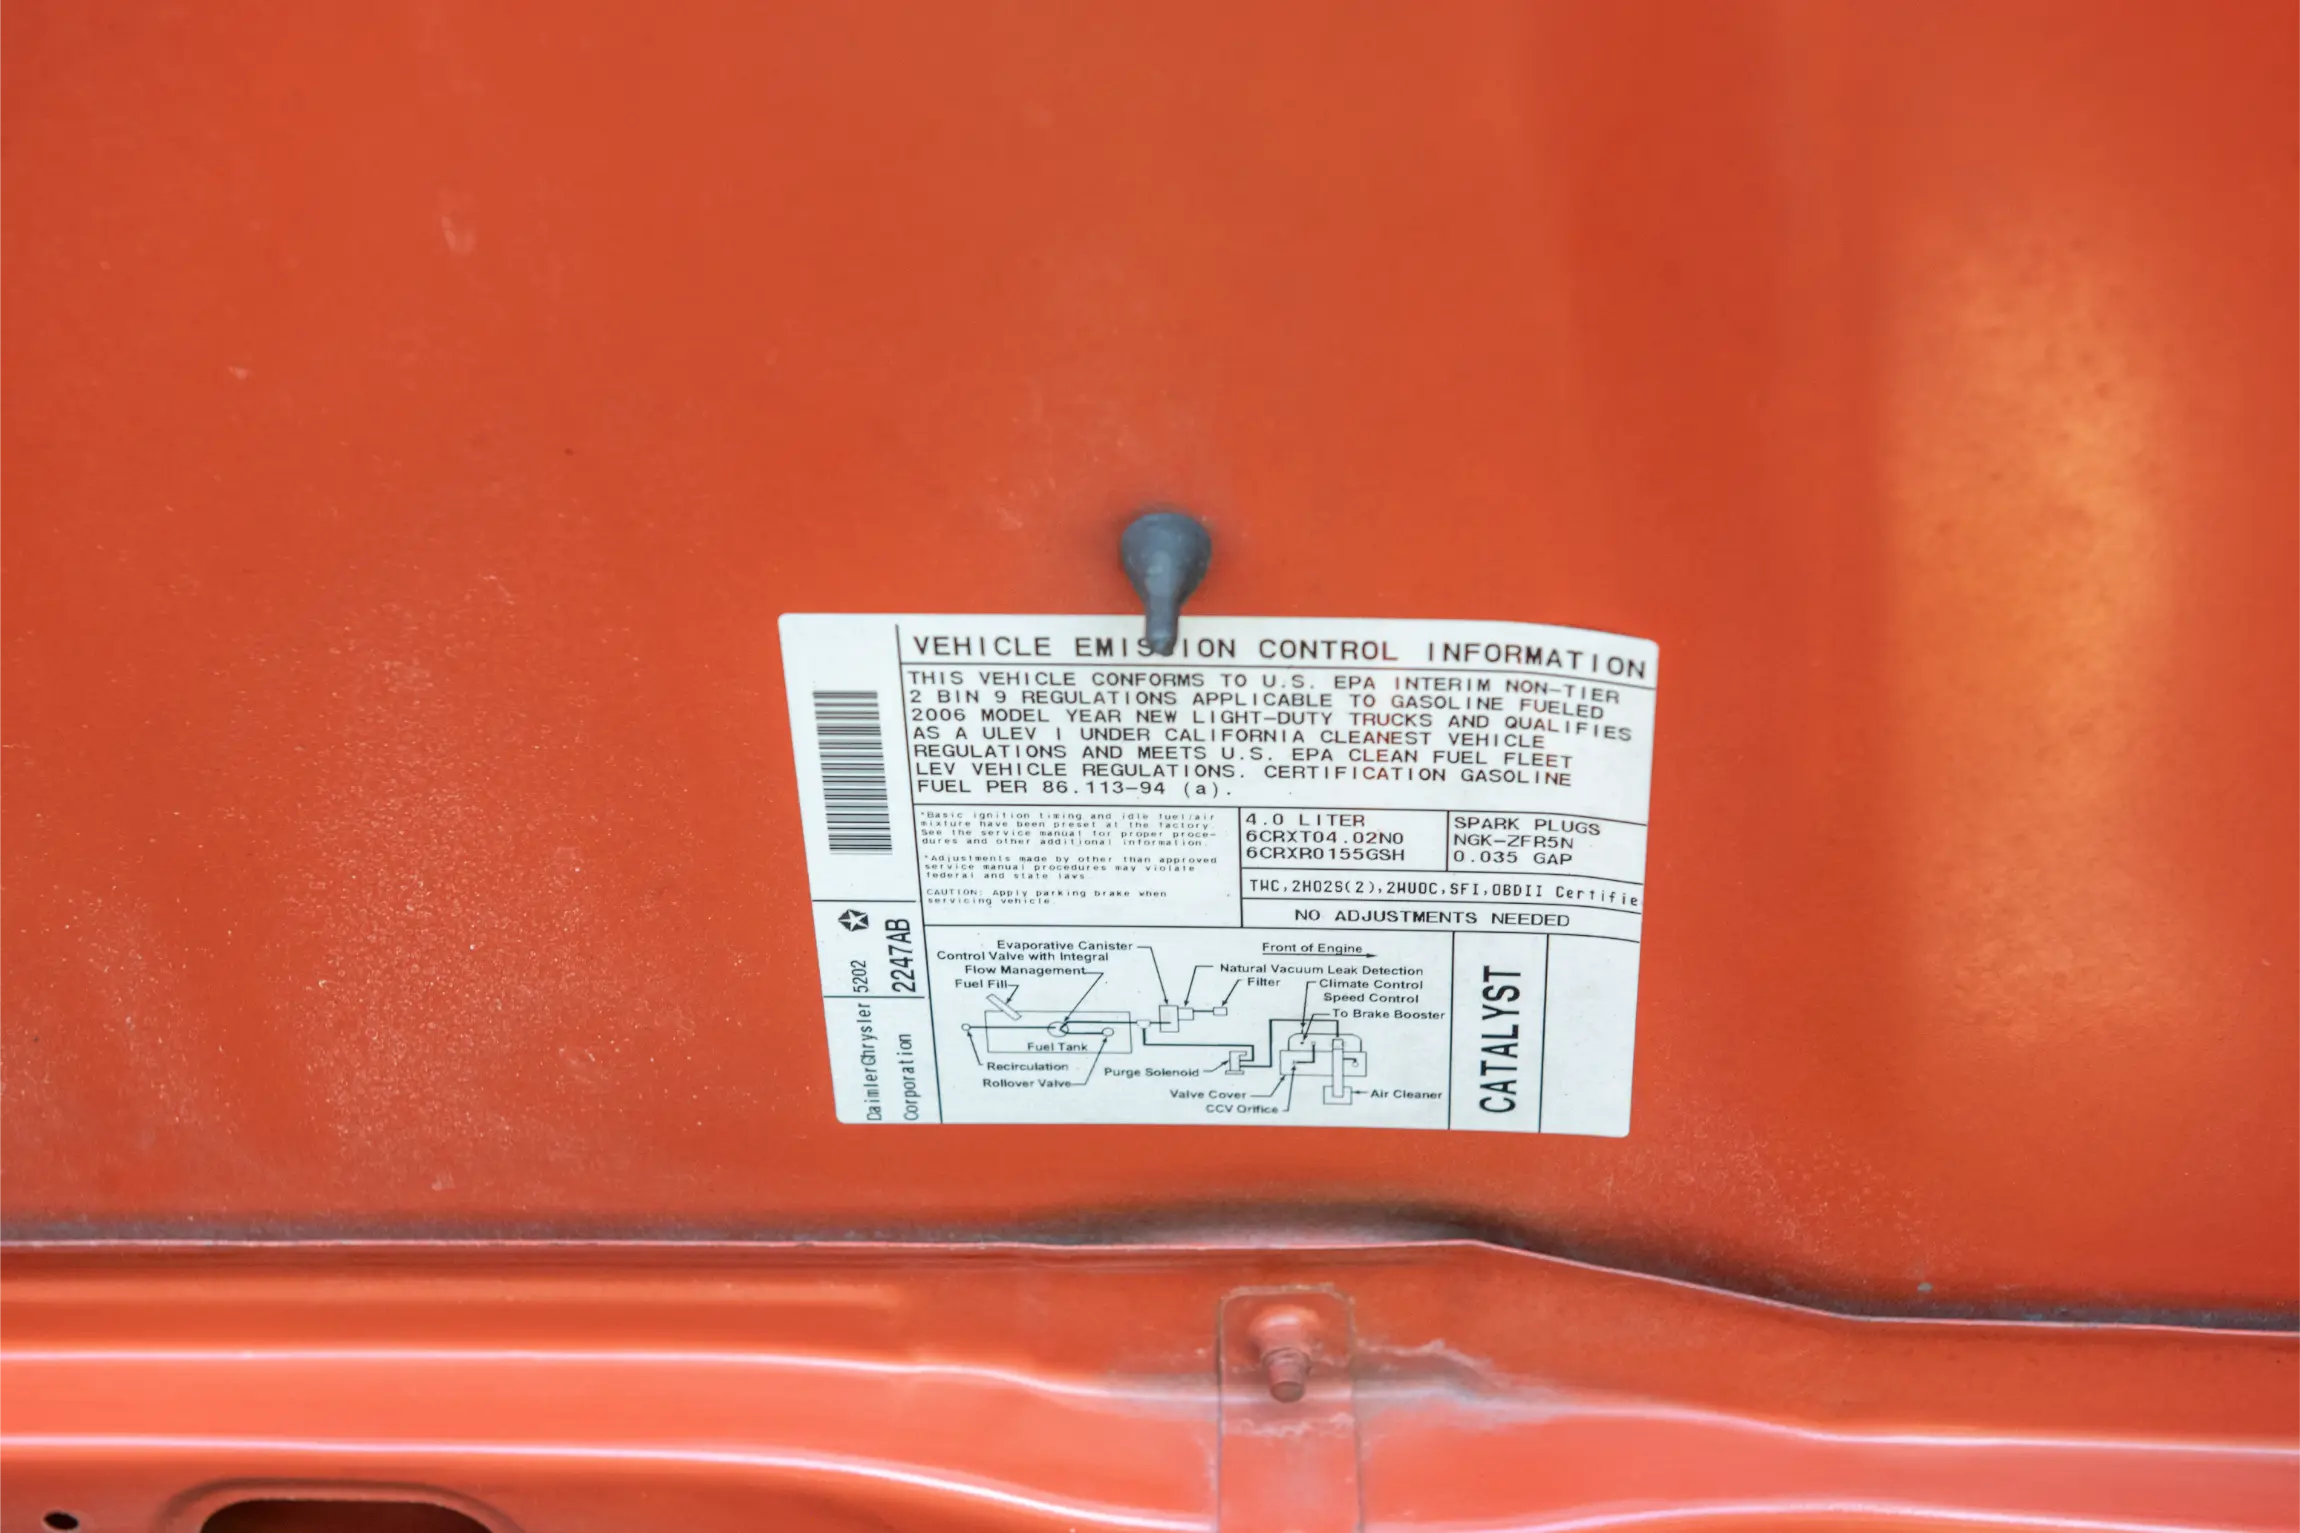 VEHICLE EMISSION CONTROL INFORMATION
THIS VEHICLE CONFORMS TO U.S. EPA INTERIM NON-TIER
2 BIN 9 REGULATIONS APPLICABLE TO GASOLINE FUELED
2006 MODEL YEAR NEW LIGHT-DUTY TRUCKS AND QUALIFIES
AS A ULEV I UNDER CALIFORNIA CLEANEST VEHICLE
REGULATIONS AND MEETS U.S. EPA CLEAN FUEL FLEET
LEV VEHICLE REGULATIONS. CERTIFICATION GASOLINE
FUEL PER 86.113-94 (a).
*Basic ignition timing and idle fuel/air
mixture have been preset at the factory.
See the service manual for proper proce-
dures and other additional information.
*Adjustments made by other than approved
service manual procedures may violate
federal and state laws.
CAUTION: Apply parking brake when
servicing vehicle.
4.0 LITER
6CRXT04.02N0
6CRXR0155GSH
SPARK PLUGS
NGK-ZFR5N
0.035 GAP
TWC,2HO2S(2),2WUOC,SFI,OBDII Certifie
NO ADJUSTMENTS NEEDED
DaimlerChrysler 5202
Corporation 2247AB
Evaporative Canister
Control Valve with Integral
Flow Management
Fuel Fill
Fuel Tank
Recirculation
Rollover Valve
Front of Engine
Natural Vacuum Leak Detection
Filter
Climate Control
Speed Control
To Brake Booster
Purge Solenoid
Valve Cover
CCV Orifice
Air Cleaner
CATALYST